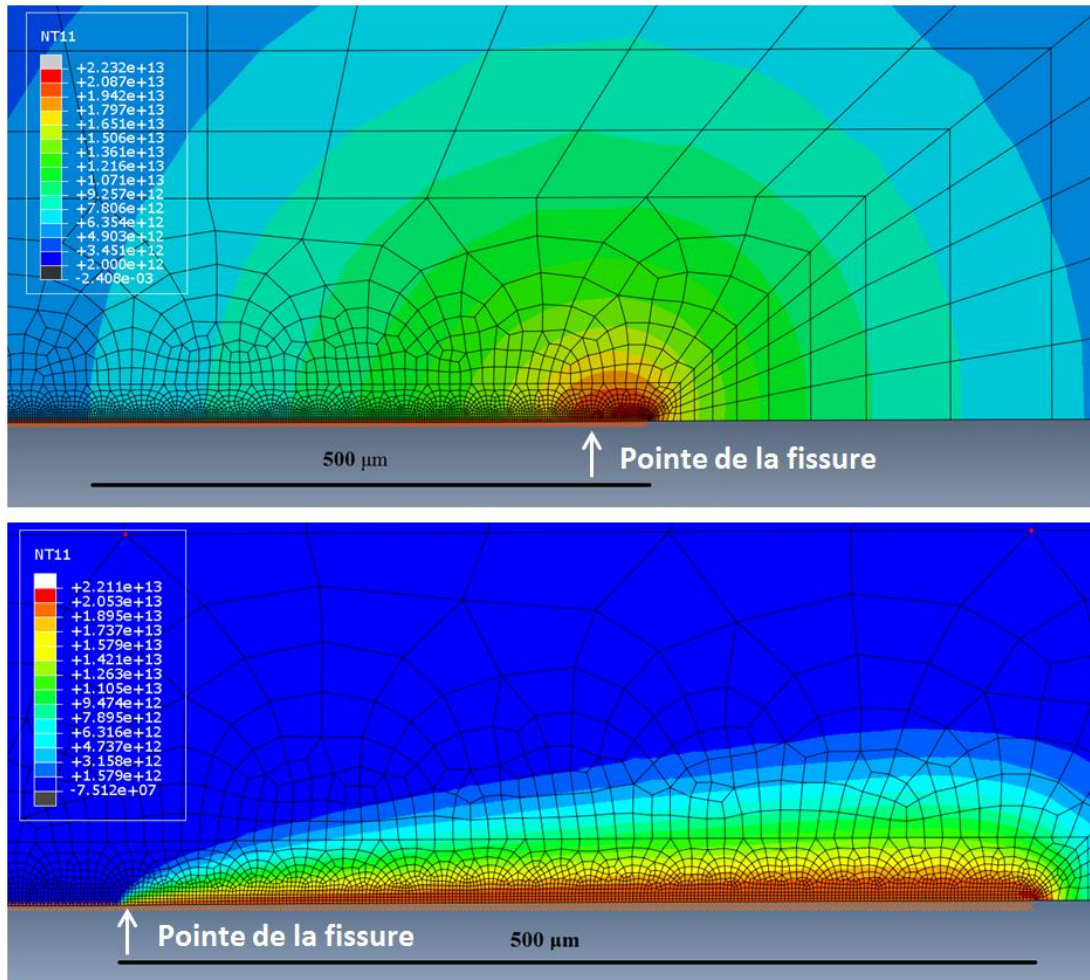 NT11
+2.232e+13
+2.087e+13
+1.942e+13
+1.797e+13
+1.651e+13
+1.506e+13
+1.361e+13
+1.216e+13
+1.071e+13
+9.257e+12
+7.806e+12
+6.354e+12
+4.903e+12
+3.451e+12
+2.000e+12
-2.408e-03
500 µm
Pointe de la fissure
NT11
+2.211e+13
+2.053e+13
+1.895e+13
+1.737e+13
+1.579e+13
+1.421e+13
+1.263e+13
+1.105e+13
+9.474e+12
+7.895e+12
+6.316e+12
+4.737e+12
+3.158e+12
+1.579e+12
-7.512e+07
Pointe de la fissure
500 µm